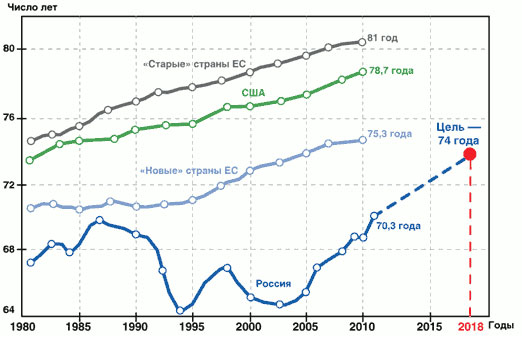 Число лет
80
76
72
68
64
«Старые» страны ЕС
81 год
США
78,7 года
«Новые» страны ЕС
75,3 года
Цель —
74 года
70,3 года
Россия
1980
1985
1990
1995
2000
2005
2010
2015
2018
Годы